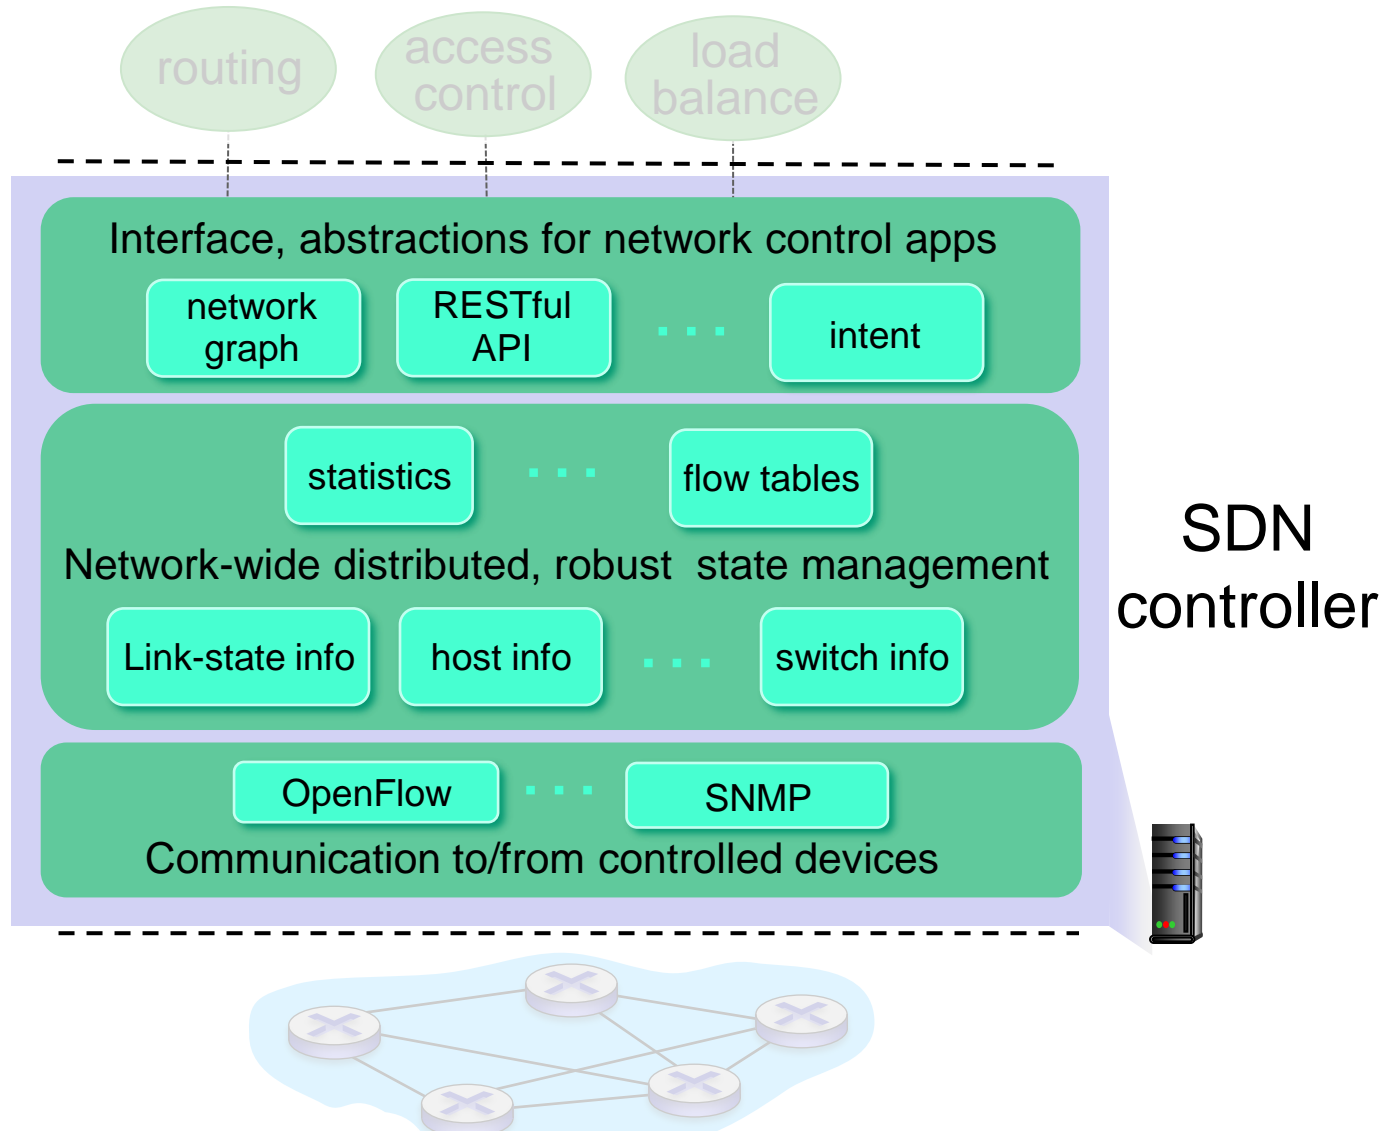 routing
access
control
load
balance
Interface, abstractions for network control apps
network
graph
RESTful
API
. . .
intent
statistics
. . .
flow tables
Network-wide distributed, robust  state management
Link-state info
host info
. . .
switch info
SDN
controller
OpenFlow
. . .
SNMP
Communication to/from controlled devices